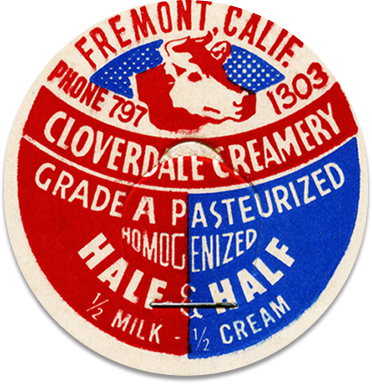 FREMONT, CALIF.
PHONE 797 1303
CLOVERDALE CREAMERY
GRADE A PASTEURIZED
HOMOGENIZED
HALF & HALF
½ MILK - ½ CREAM